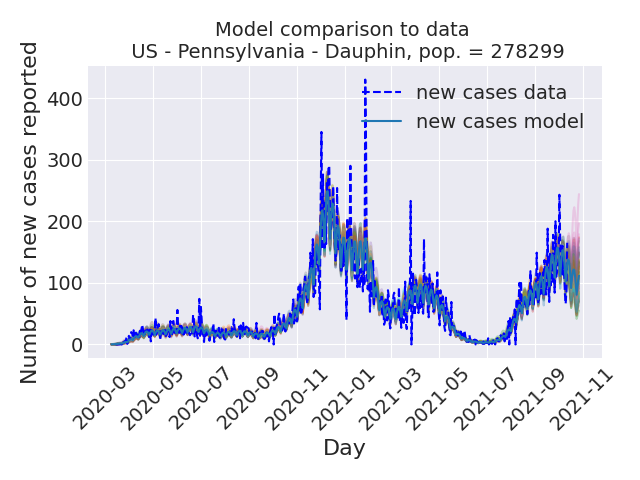 Model comparison to data
US - Pennsylvania - Dauphin, pop. = 278299
Number of new cases reported
400
300
200
100
0
new cases data
new cases model
2020-03
2020-05
2020-07
2020-09
2020-11
2021-01
2021-03
2021-05
2021-07
2021-09
2021-11
Day